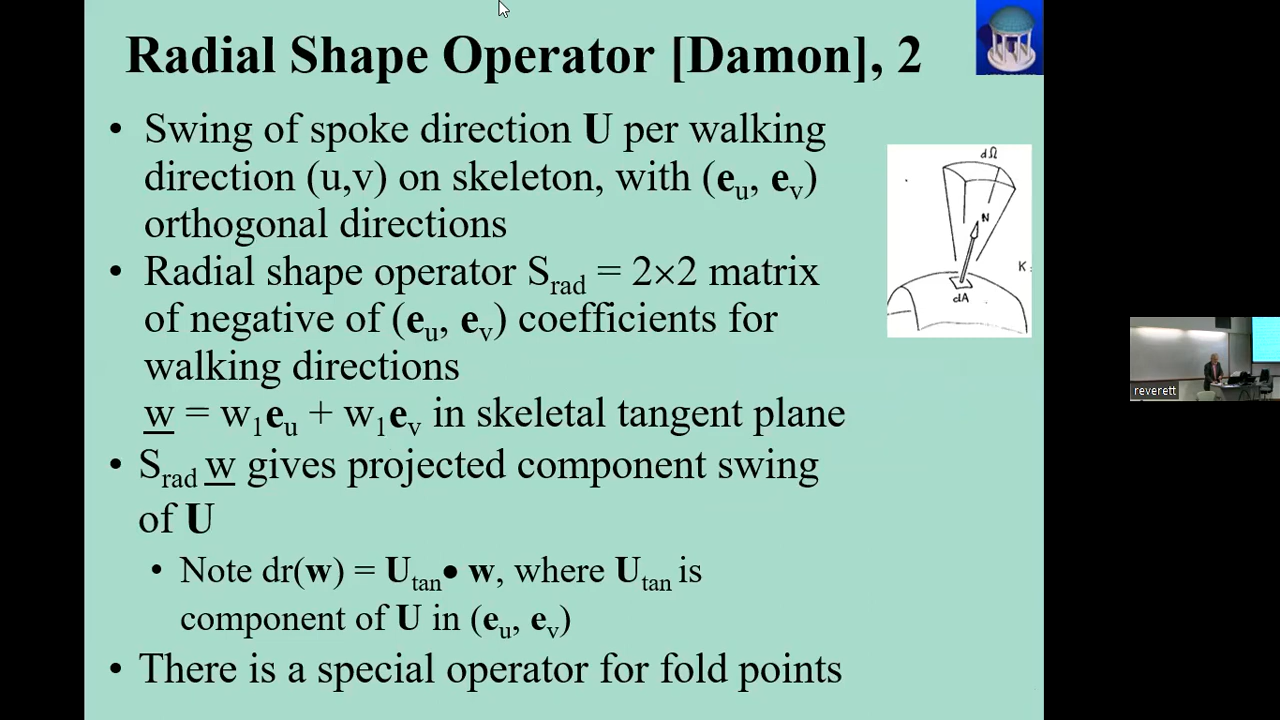 Radial Shape Operator [Damon], 2
• Swing of spoke direction U per walking
direction (u,v) on skeleton, with (eu, ev)
orthogonal directions
• Radial shape operator Srad = 2×2 matrix
of negative of (eu, ev) coefficients for
walking directions
w = w1eu + w1ev in skeletal tangent plane
• Srad w gives projected component swing
of U
• Note dr(w) = Utan• w, where Utan is
component of U in (eu, ev)
• There is a special operator for fold points
dΩ
N
K
dA
reverett